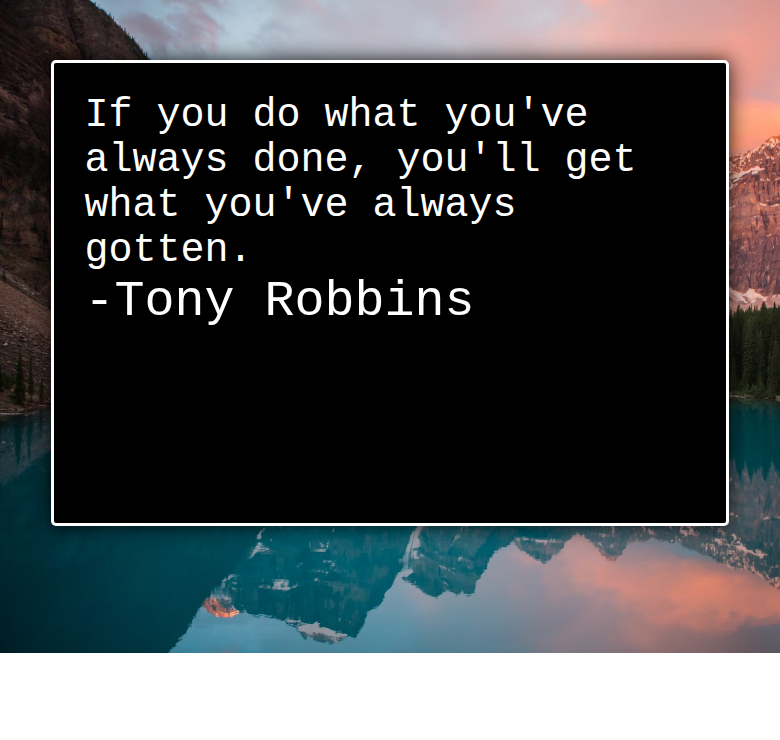 If you do what you've
always done, you'll get
what you've always
gotten.
-Tony Robbins